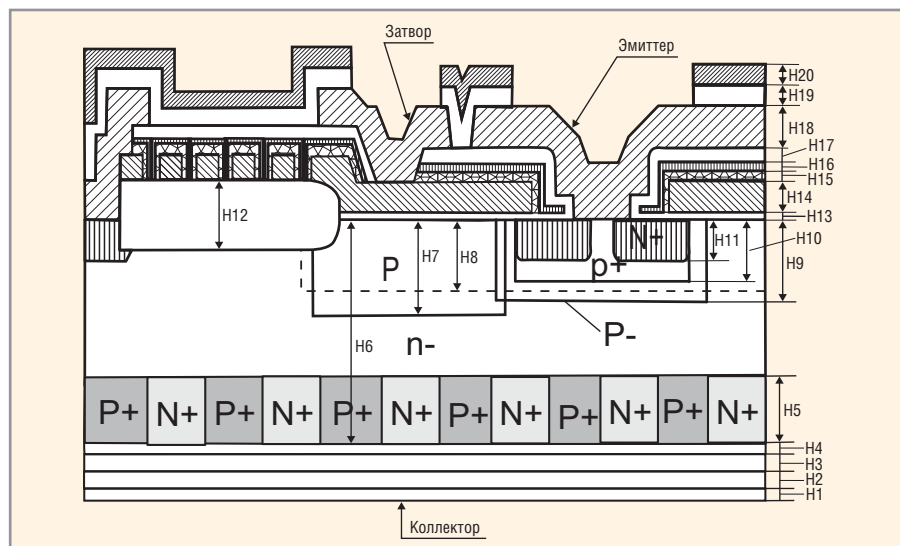 Затвор
Эмиттер
H20
H19
H18
H17
H16
H15
H14
H13
H12
H11
H10
H9
H7
H8
N+
P
p+
P-
H6
n-
P+ N+ P+ N+ P+ N+ P+ N+ P+ N+ P+ N+
H5
H4
H3
H2
H1
Коллектор